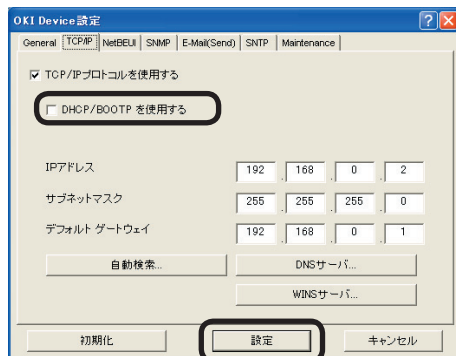 OKI Device設定
General TCP/IP NetBEUI SNMP E-Mail(Send) SNTP Maintenance
TCP/IPプロトコルを使用する
DHCP/BOOTP を使用する
IPアドレス 192 . 168 . 0 . 2
サブネットマスク 255 . 255 . 255 . 0
デフォルト ゲートウェイ 192 . 168 . 0 . 1
自動検索... DNSサーバ...
WINSサーバ...
初期化 設定 キャンセル